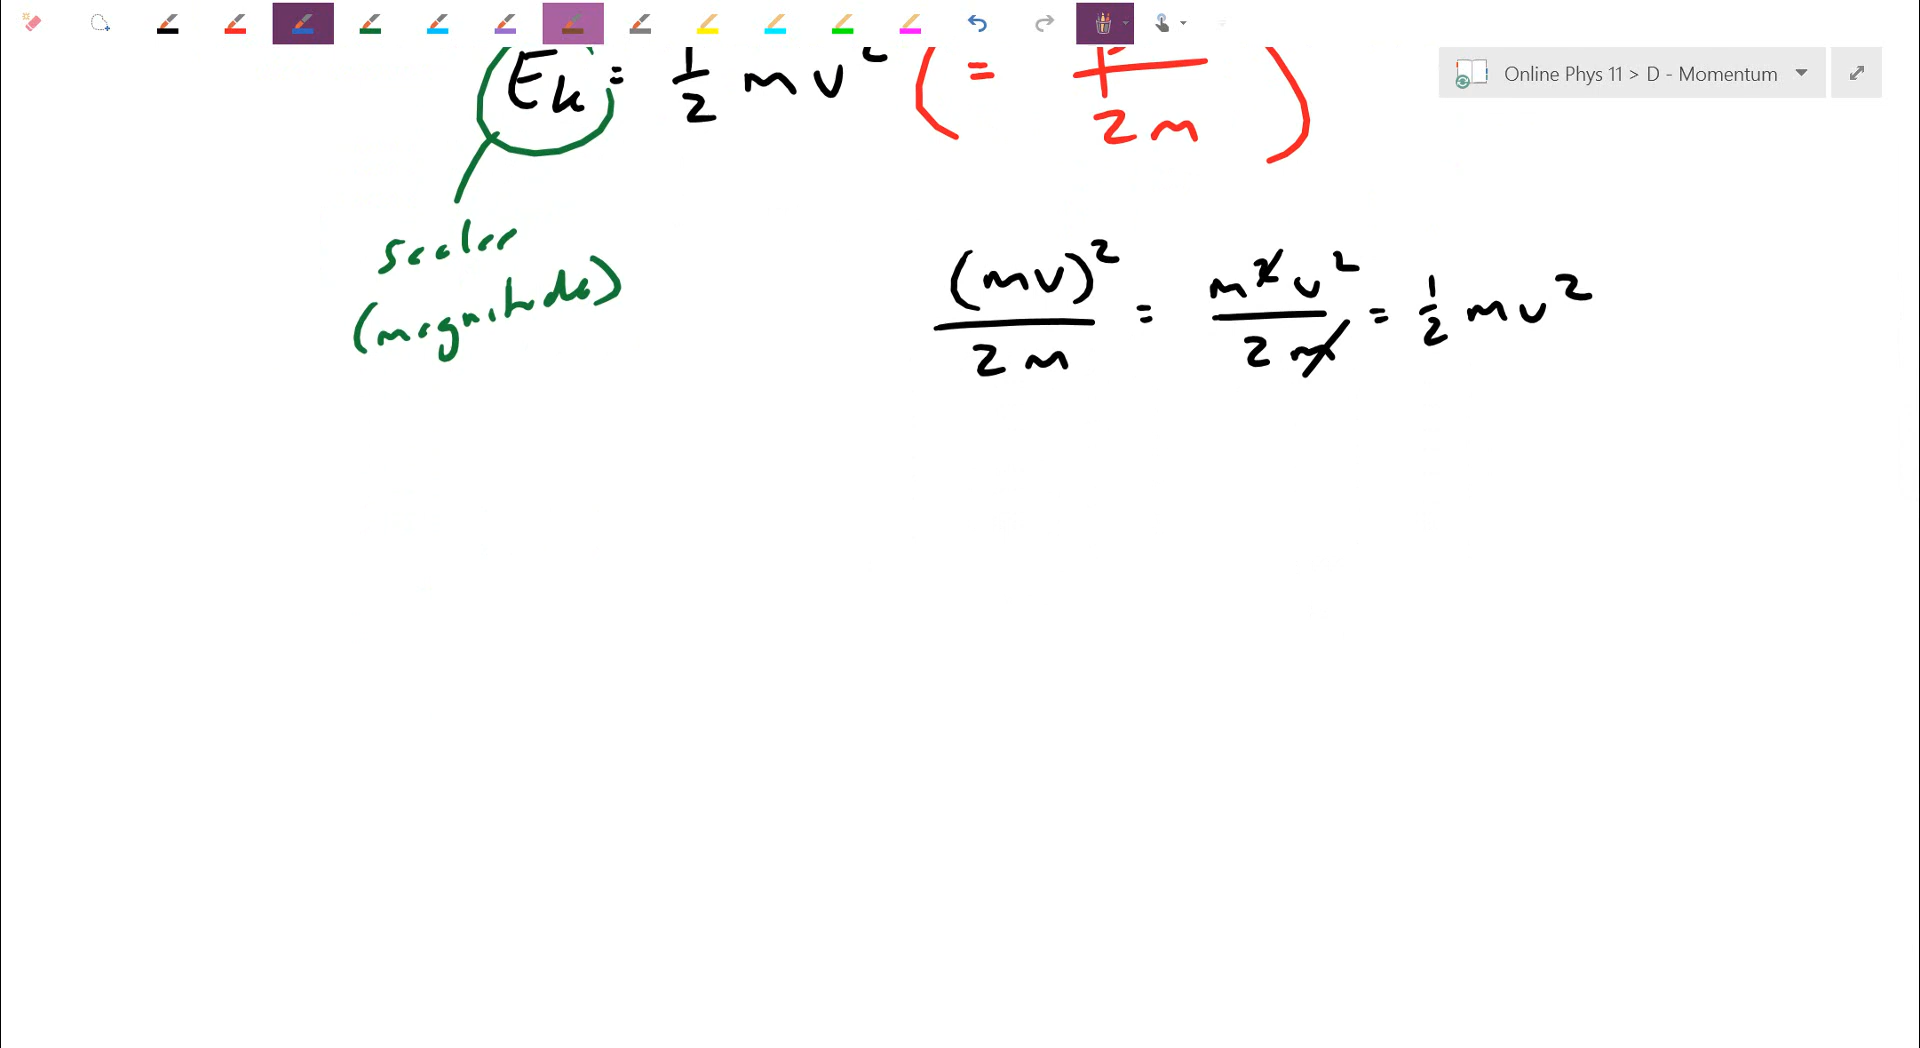 Online Phys 11 > D - Momentum
Ek = 1/2 mv² ( = /2m )
scalar
(magnitude)
(mv)²/2m = m²v²/2m = 1/2 mv²